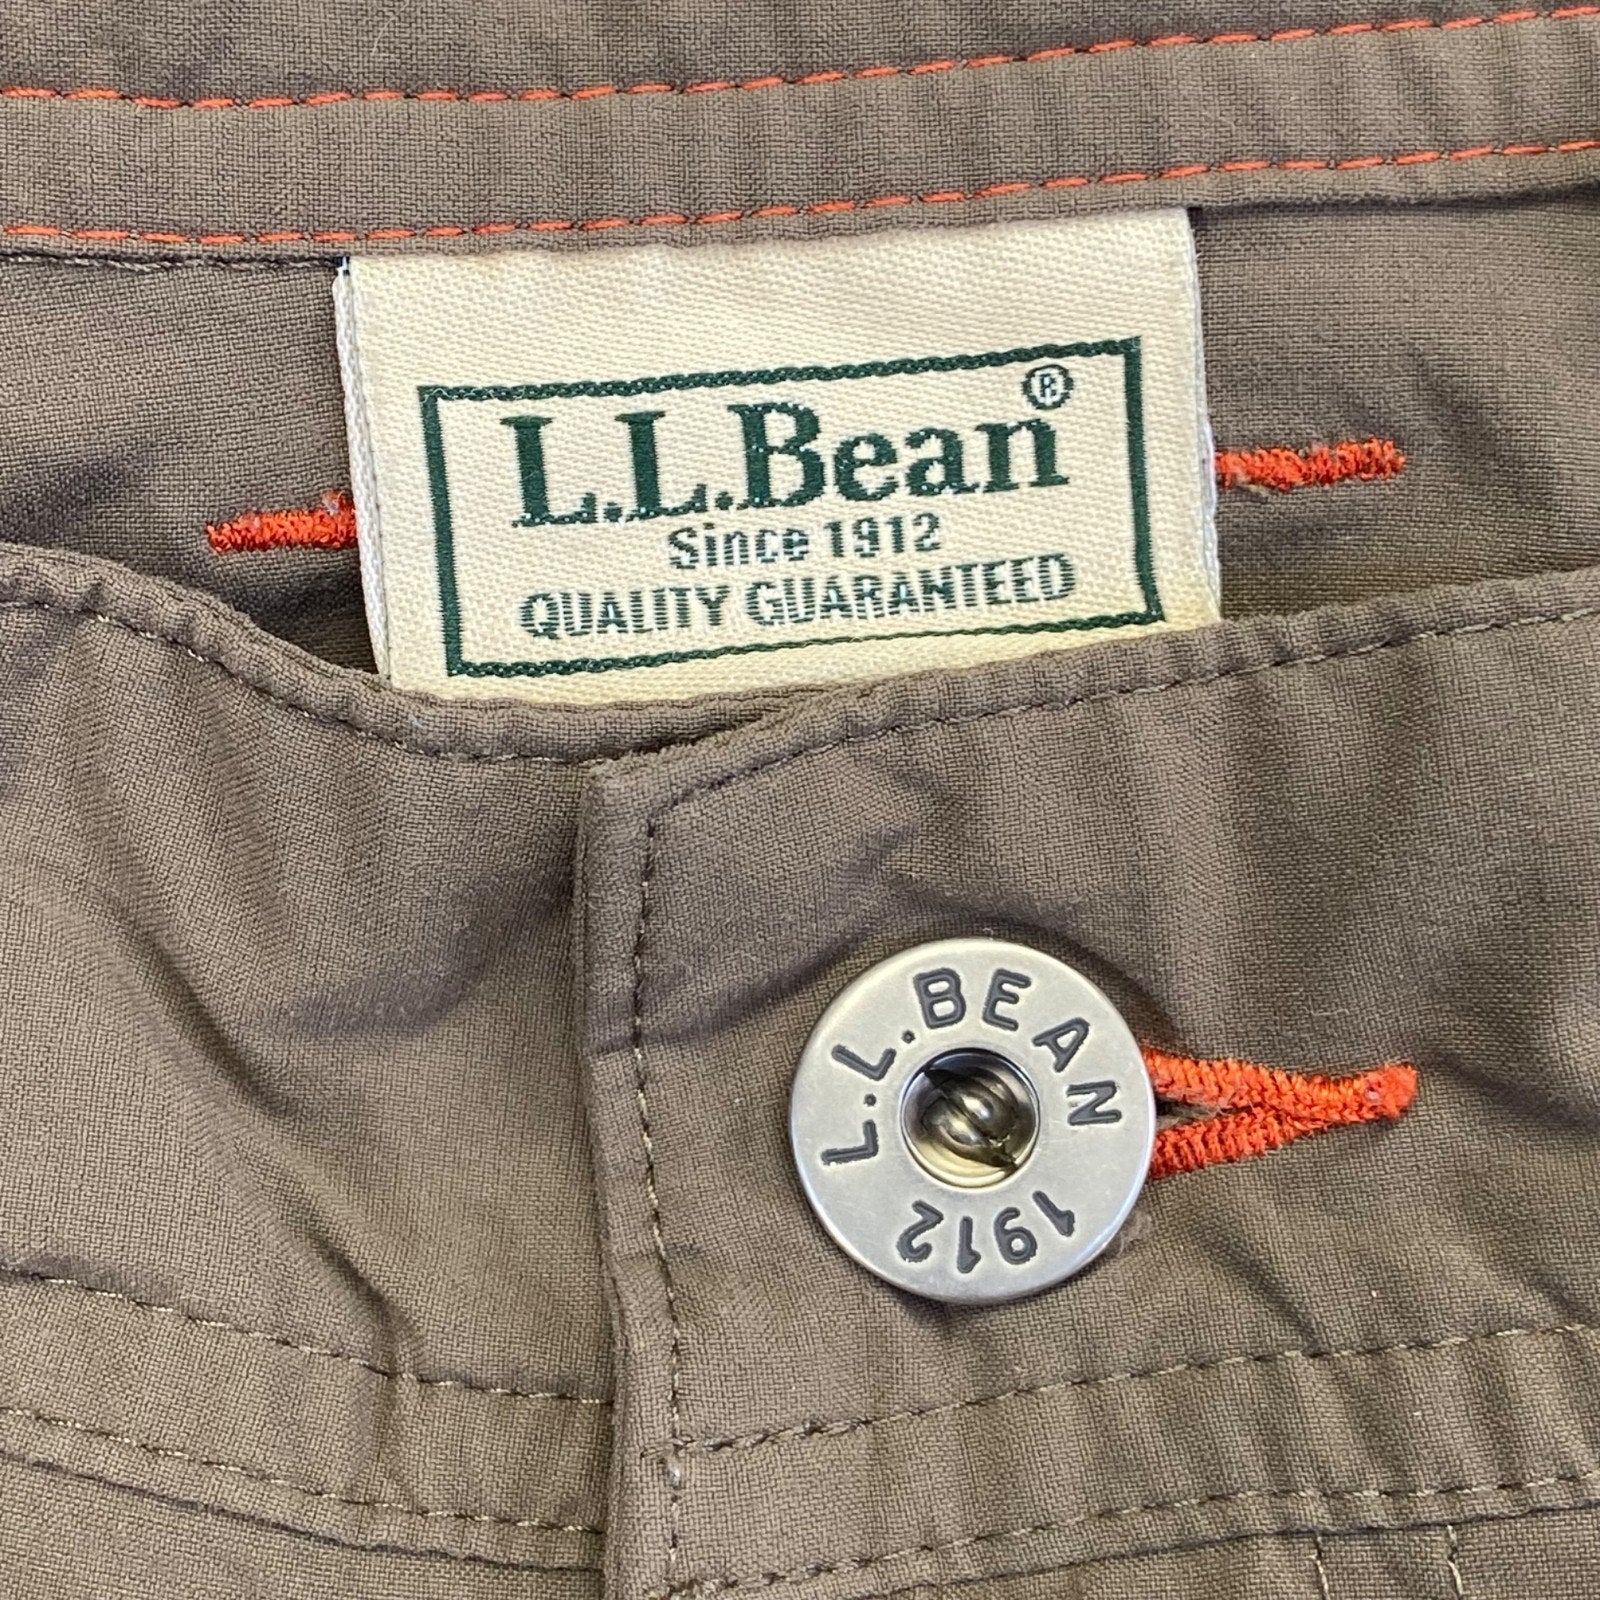 L.L.Bean®
Since 1912
QUALITY GUARANTEED
L.L.BEAN
1912